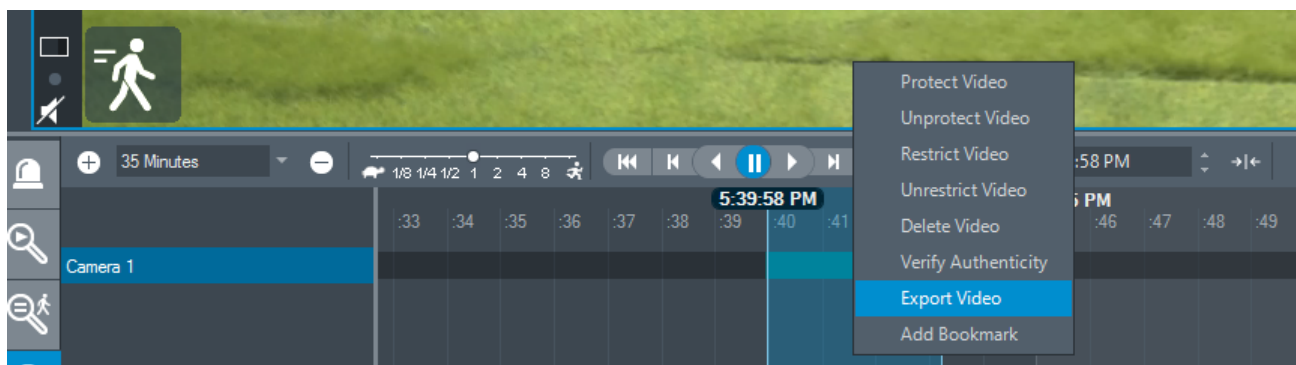 Protect Video
Unprotect Video
Restrict Video
Unrestrict Video
Delete Video
Verify Authenticity
Export Video
Add Bookmark
35 Minutes
1/8 1/4 1/2 1 2 4 8
:58 PM
5:39:58 PM
PM
:33 :34 :35 :36 :37 :38 :39 :40 :41 :46 :47 :48 :49
Camera 1